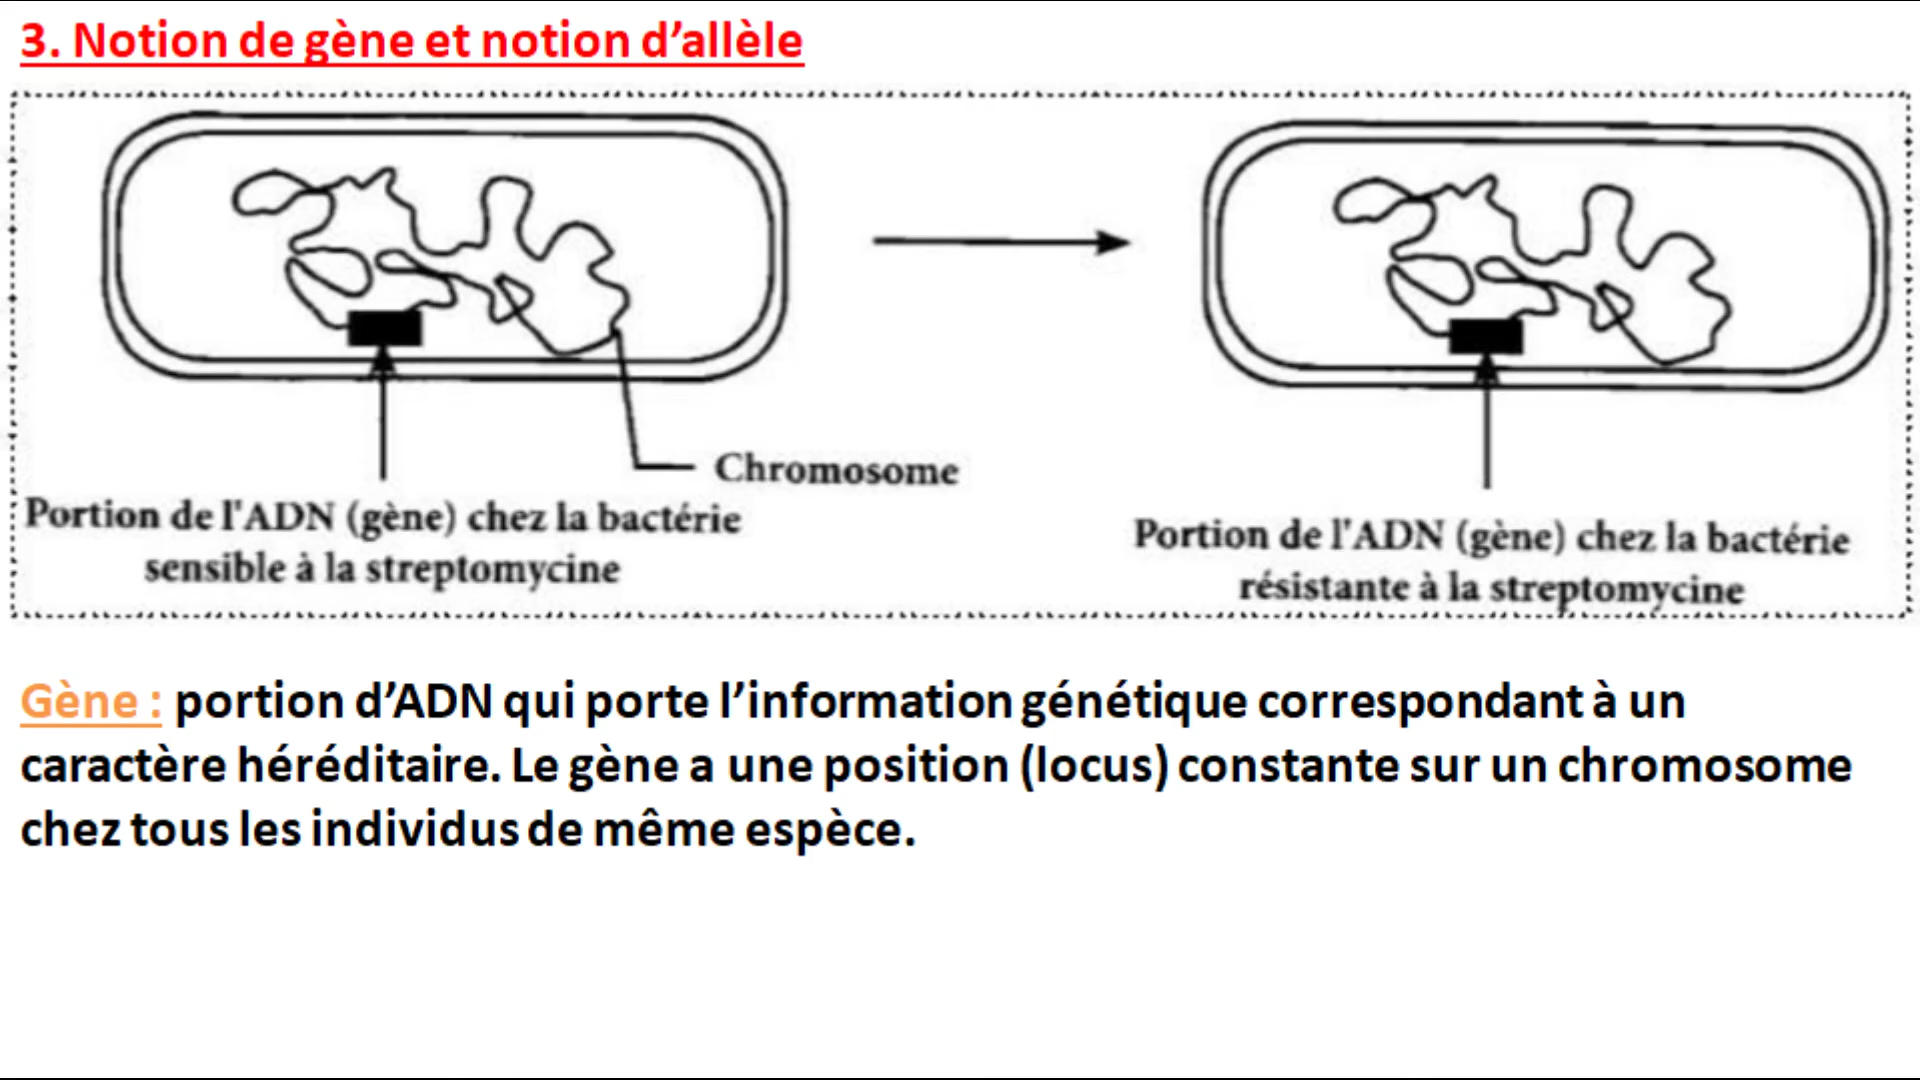 3. Notion de gène et notion d’allèle
Chromosome
Portion de l'ADN (gène) chez la bactérie
sensible à la streptomycine
Portion de l'ADN (gène) chez la bactérie
résistante à la streptomycine
Gène : portion d’ADN qui porte l’information génétique correspondant à un
caractère héréditaire. Le gène a une position (locus) constante sur un chromosome
chez tous les individus de même espèce.